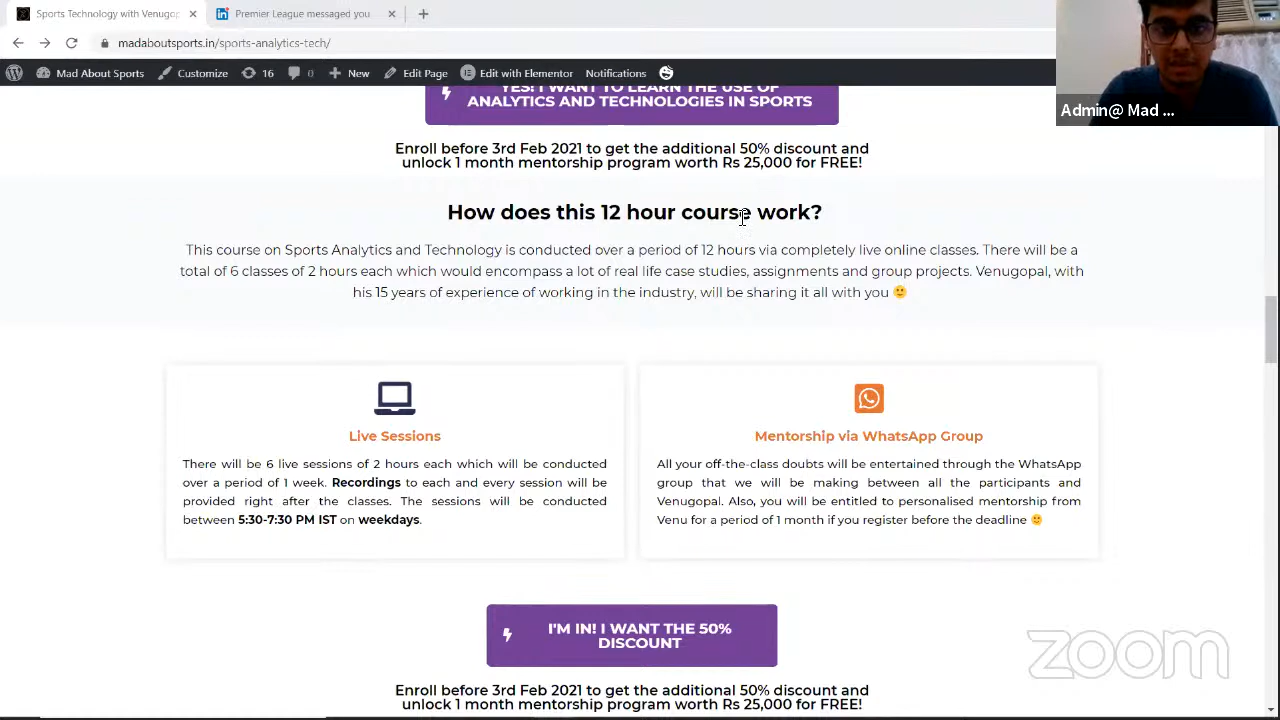 Sports Technology with Venugop
Premier League messaged you
madaboutsports.in/sports-analytics-tech/
Mad About Sports
Customize
16
0
New
Edit Page
Edit with Elementor
Notifications
Admin@ Mad ...
YES! I WANT TO LEARN THE USE OF
ANALYTICS AND TECHNOLOGIES IN SPORTS
Enroll before 3rd Feb 2021 to get the additional 50% discount and
unlock 1 month mentorship program worth Rs 25,000 for FREE!
How does this 12 hour course work?
This course on Sports Analytics and Technology is conducted over a period of 12 hours via completely live online classes. There will be a
total of 6 classes of 2 hours each which would encompass a lot of real life case studies, assignments and group projects. Venugopal, with
his 15 years of experience of working in the industry, will be sharing it all with you 🙂
Live Sessions
There will be 6 live sessions of 2 hours each which will be conducted
over a period of 1 week. Recordings to each and every session will be
provided right after the classes. The sessions will be conducted
between 5:30-7:30 PM IST on weekdays.
Mentorship via WhatsApp Group
All your off-the-class doubts will be entertained through the WhatsApp
group that we will be making between all the participants and
Venugopal. Also, you will be entitled to personalised mentorship from
Venu for a period of 1 month if you register before the deadline 🙂
I'M IN! I WANT THE 50%
DISCOUNT
Enroll before 3rd Feb 2021 to get the additional 50% discount and
unlock 1 month mentorship program worth Rs 25,000 for FREE!
zoom